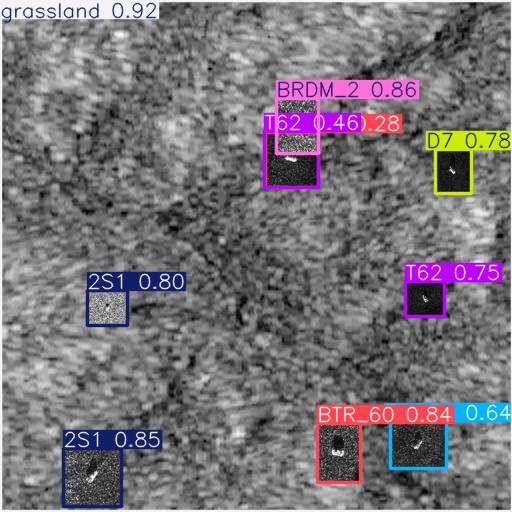 grassland 0.92
BRDM_2 0.86
T62 0.46
0.28
D7 0.78
T62 0.75
2S1 0.80
BTR_60 0.84
0.64
2S1 0.85